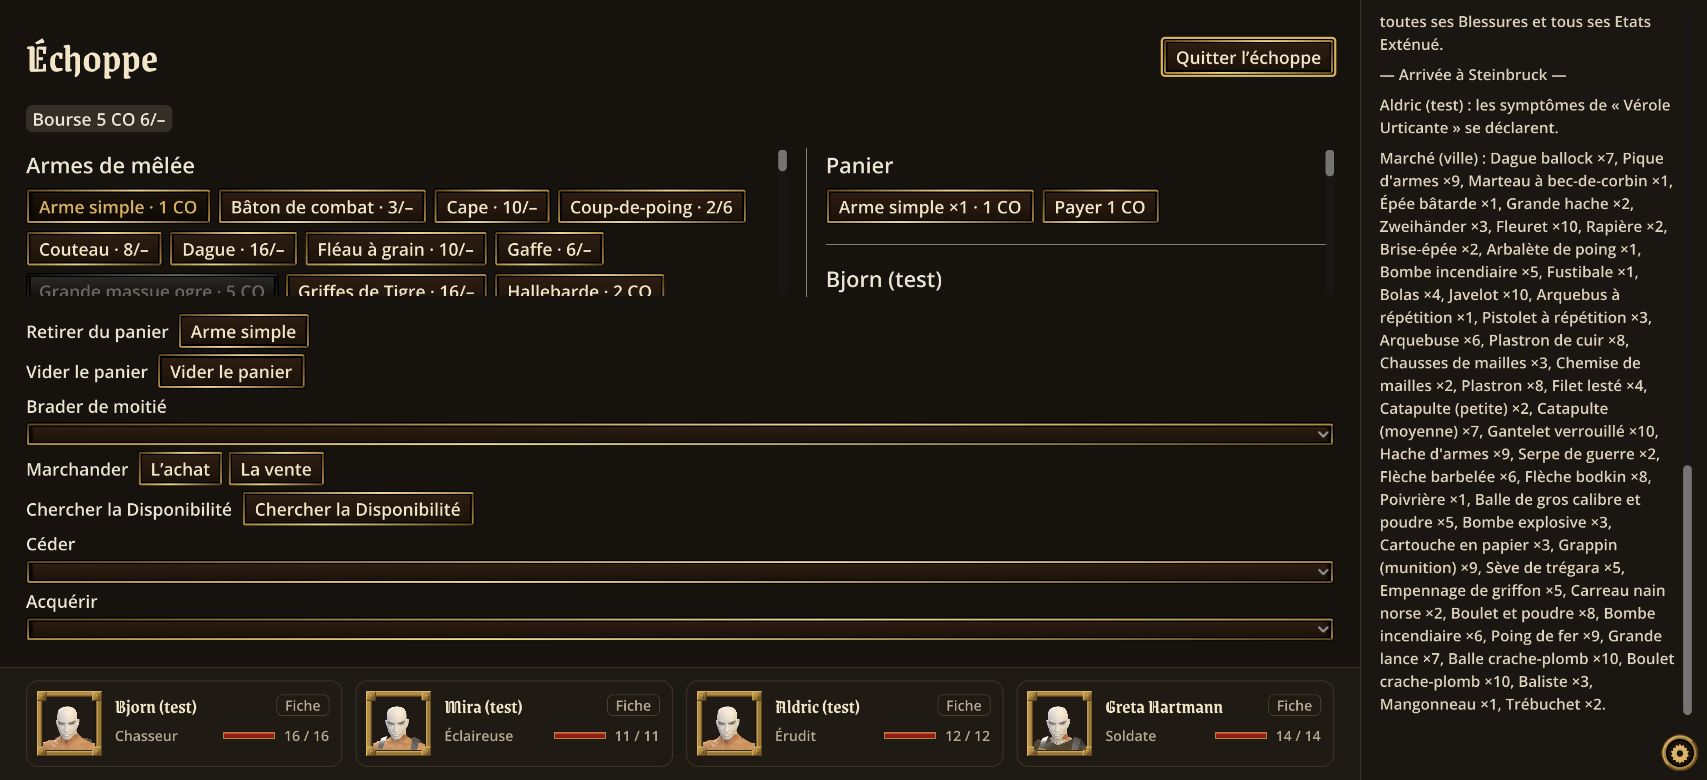 Échoppe
Quitter l'échoppe
Bourse 5 CO 6/–
Armes de mêlée
Arme simple · 1 CO
Bâton de combat · 3/–
Cape · 10/–
Coup-de-poing · 2/6
Couteau · 8/–
Dague · 16/–
Fléau à grain · 10/–
Gaffe · 6/–
Grande massue ogre · 5 CO
Griffes de Tigre · 16/–
Hallebarde · 2 CO
Panier
Arme simple ×1 · 1 CO
Payer 1 CO
Bjorn (test)
Retirer du panier
Arme simple
Vider le panier
Vider le panier
Brader de moitié
Marchander
L'achat
La vente
Chercher la Disponibilité
Chercher la Disponibilité
Céder
Acquérir
Bjorn (test)
Fiche
Chasseur
16 / 16
Mira (test)
Fiche
Éclaireuse
11 / 11
Aldric (test)
Fiche
Érudit
12 / 12
Greta Hartmann
Fiche
Soldate
14 / 14
toutes ses Blessures et tous ses Etats
Exténué.
— Arrivée à Steinbruck —
Aldric (test) : les symptômes de « Vérole
Urticante » se déclarent.
Marché (ville) : Dague ballock ×7, Pique
d'armes ×9, Marteau à bec-de-corbin ×1,
Épée bâtarde ×1, Grande hache ×2,
Zweihänder ×3, Fleuret ×10, Rapière ×2,
Brise-épée ×2, Arbalète de poing ×1,
Bombe incendiaire ×5, Fustibale ×1,
Bolas ×4, Javelot ×10, Arquebus à
répétition ×1, Pistolet à répétition ×3,
Arquebuse ×6, Plastron de cuir ×8,
Chausses de mailles ×3, Chemise de
mailles ×2, Plastron ×8, Filet lesté ×4,
Catapulte (petite) ×2, Catapulte
(moyenne) ×7, Gantelet verrouillé ×10,
Hache d'armes ×9, Serpe de guerre ×2,
Flèche barbelée ×6, Flèche bodkin ×8,
Poivrière ×1, Balle de gros calibre et
poudre ×5, Bombe explosive ×3,
Cartouche en papier ×3, Grappin
(munition) ×9, Sève de trégara ×5,
Empennage de griffon ×5, Carreau nain
norse ×2, Boulet et poudre ×8, Bombe
incendiaire ×6, Poing de fer ×9, Grande
lance ×7, Balle crache-plomb ×10, Boulet
crache-plomb ×10, Baliste ×3,
Mangonneau ×1, Trébuchet ×2.